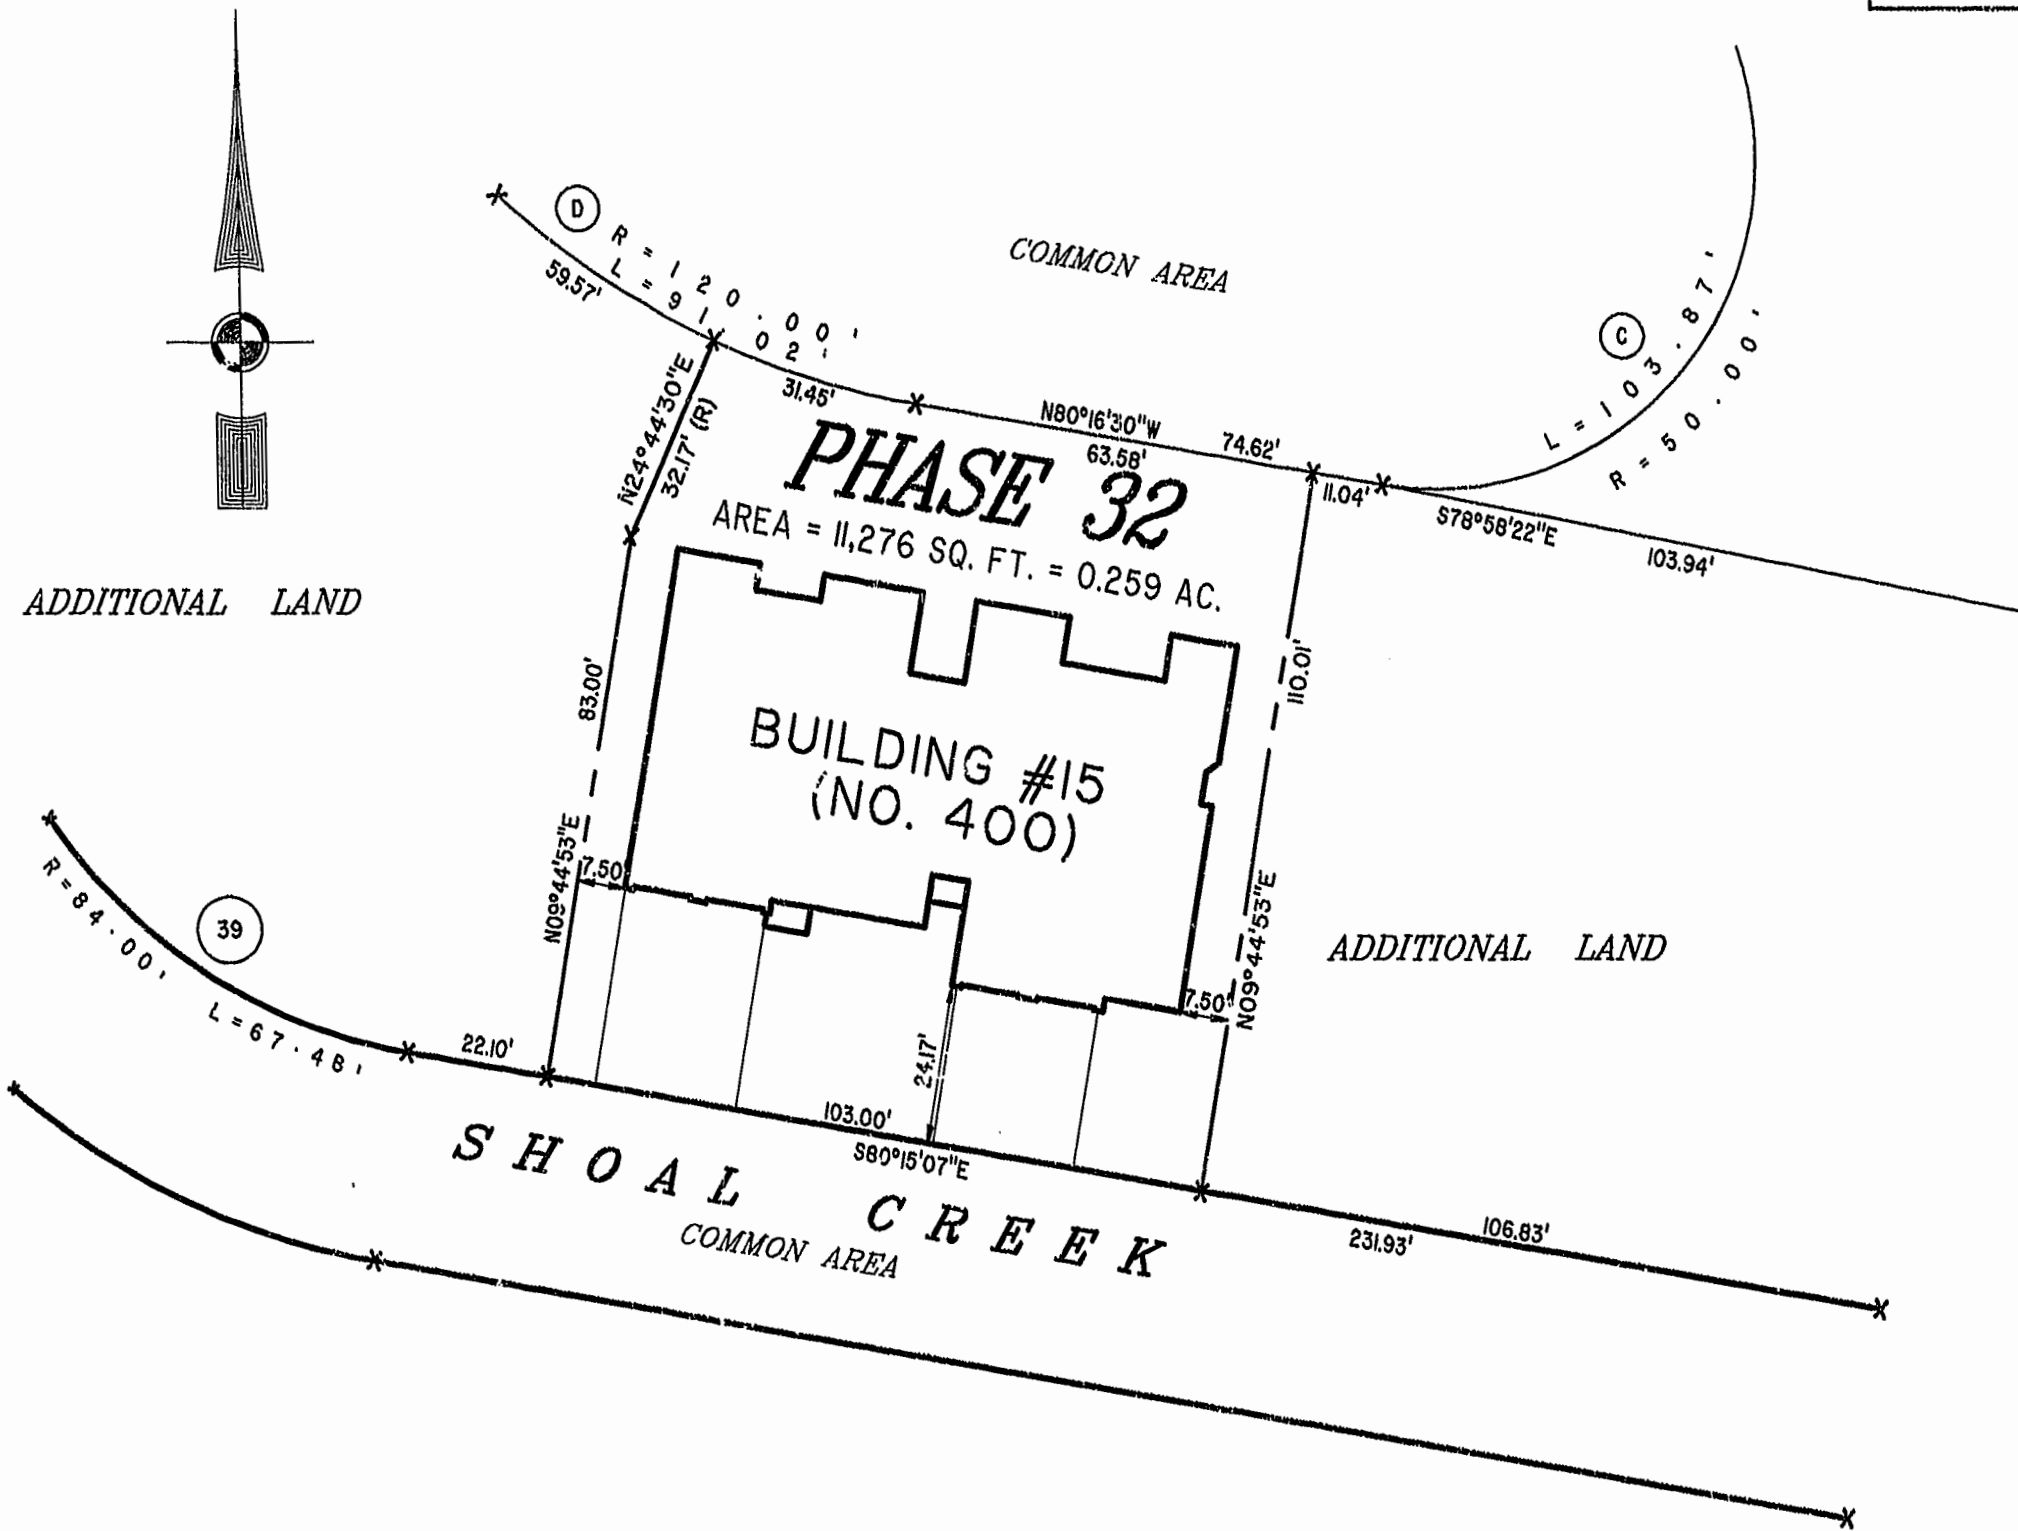 D
R = 120.00'
L = 91.02'
59.57'
COMMON AREA
C
L = 103.87'
R = 50.00'
N24°44'30"E
32.17' (R)
31.45'
N80°16'30"W
74.62'
63.58'
11.04'
S78°58'22"E
103.94'
PHASE 32
AREA = 11,276 SQ. FT. = 0.259 AC.
ADDITIONAL LAND
83.00'
110.01'
BUILDING #15
(NO. 400)
N09°44'53"E
7.50'
R = 84.00'
39
L = 67.48'
22.10'
ADDITIONAL LAND
N09°44'53"E
7.50'
24.17'
103.00'
S80°15'07"E
SHOAL CREEK
COMMON AREA
106.83'
231.93'